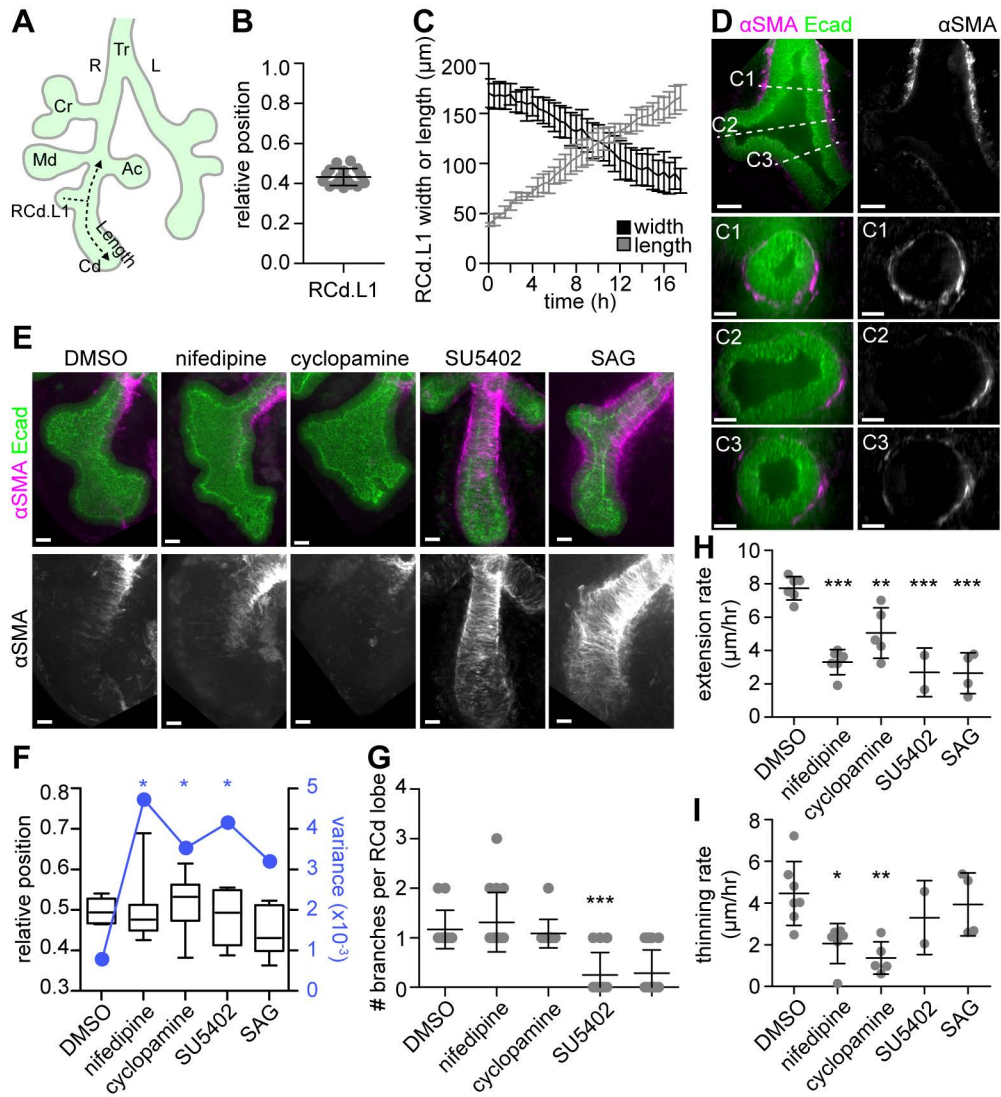 A
Tr
R
L
Cr
Md
Ac
RCd.L1
Length
Cd
B
relative position
1.0
0.8
0.6
0.4
0.2
0.0
RCd.L1
C
RCd.L1 width or length (µm)
200
150
100
50
0
width
length
0 4 8 12 16
time (h)
D
αSMA Ecad
αSMA
C1
C2
C3
C1
C1
C2
C2
C3
C3
E
DMSO
nifedipine
cyclopamine
SU5402
SAG
αSMA Ecad
αSMA
F
relative position
0.8
0.7
0.6
0.5
0.4
0.3
* * *
5
4
3
2
1
0
variance (x10-3)
DMSO
nifedipine
cyclopamine
SU5402
SAG
G
# branches per RCd lobe
4
3
2
1
0
***
DMSO
nifedipine
cyclopamine
SU5402
SAG
H
extension rate
(µm/hr)
10
8
6
4
2
0
*** ** *** ***
DMSO
nifedipine
cyclopamine
SU5402
SAG
I
thinning rate
(µm/hr)
8
6
4
2
0
* **
DMSO
nifedipine
cyclopamine
SU5402
SAG